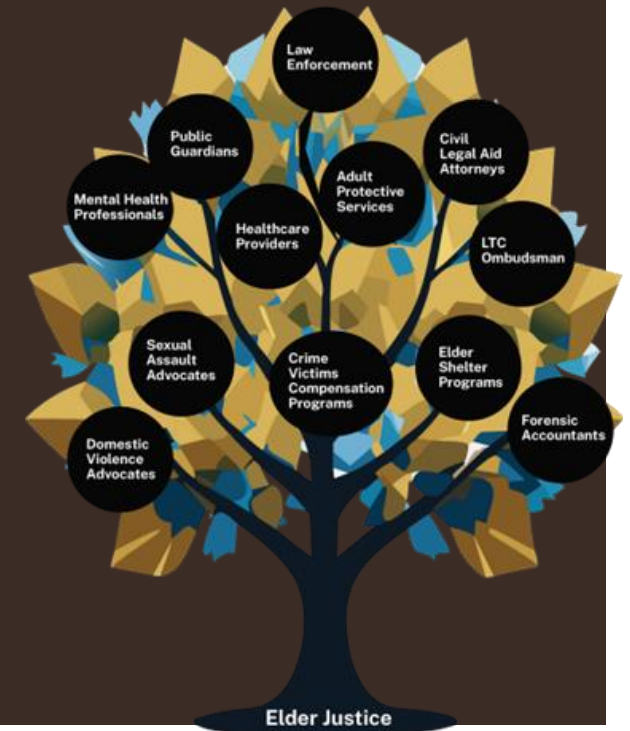 Law
Enforcement
Public
Guardians
Civil
Legal Aid
Attorneys
Mental Health
Professionals
Adult
Protective
Services
Healthcare
Providers
LTC
Ombudsman
Sexual
Assault
Advocates
Crime
Victims
Compensation
Programs
Elder
Shelter
Programs
Domestic
Violence
Advocates
Forensic
Accountants
Elder Justice